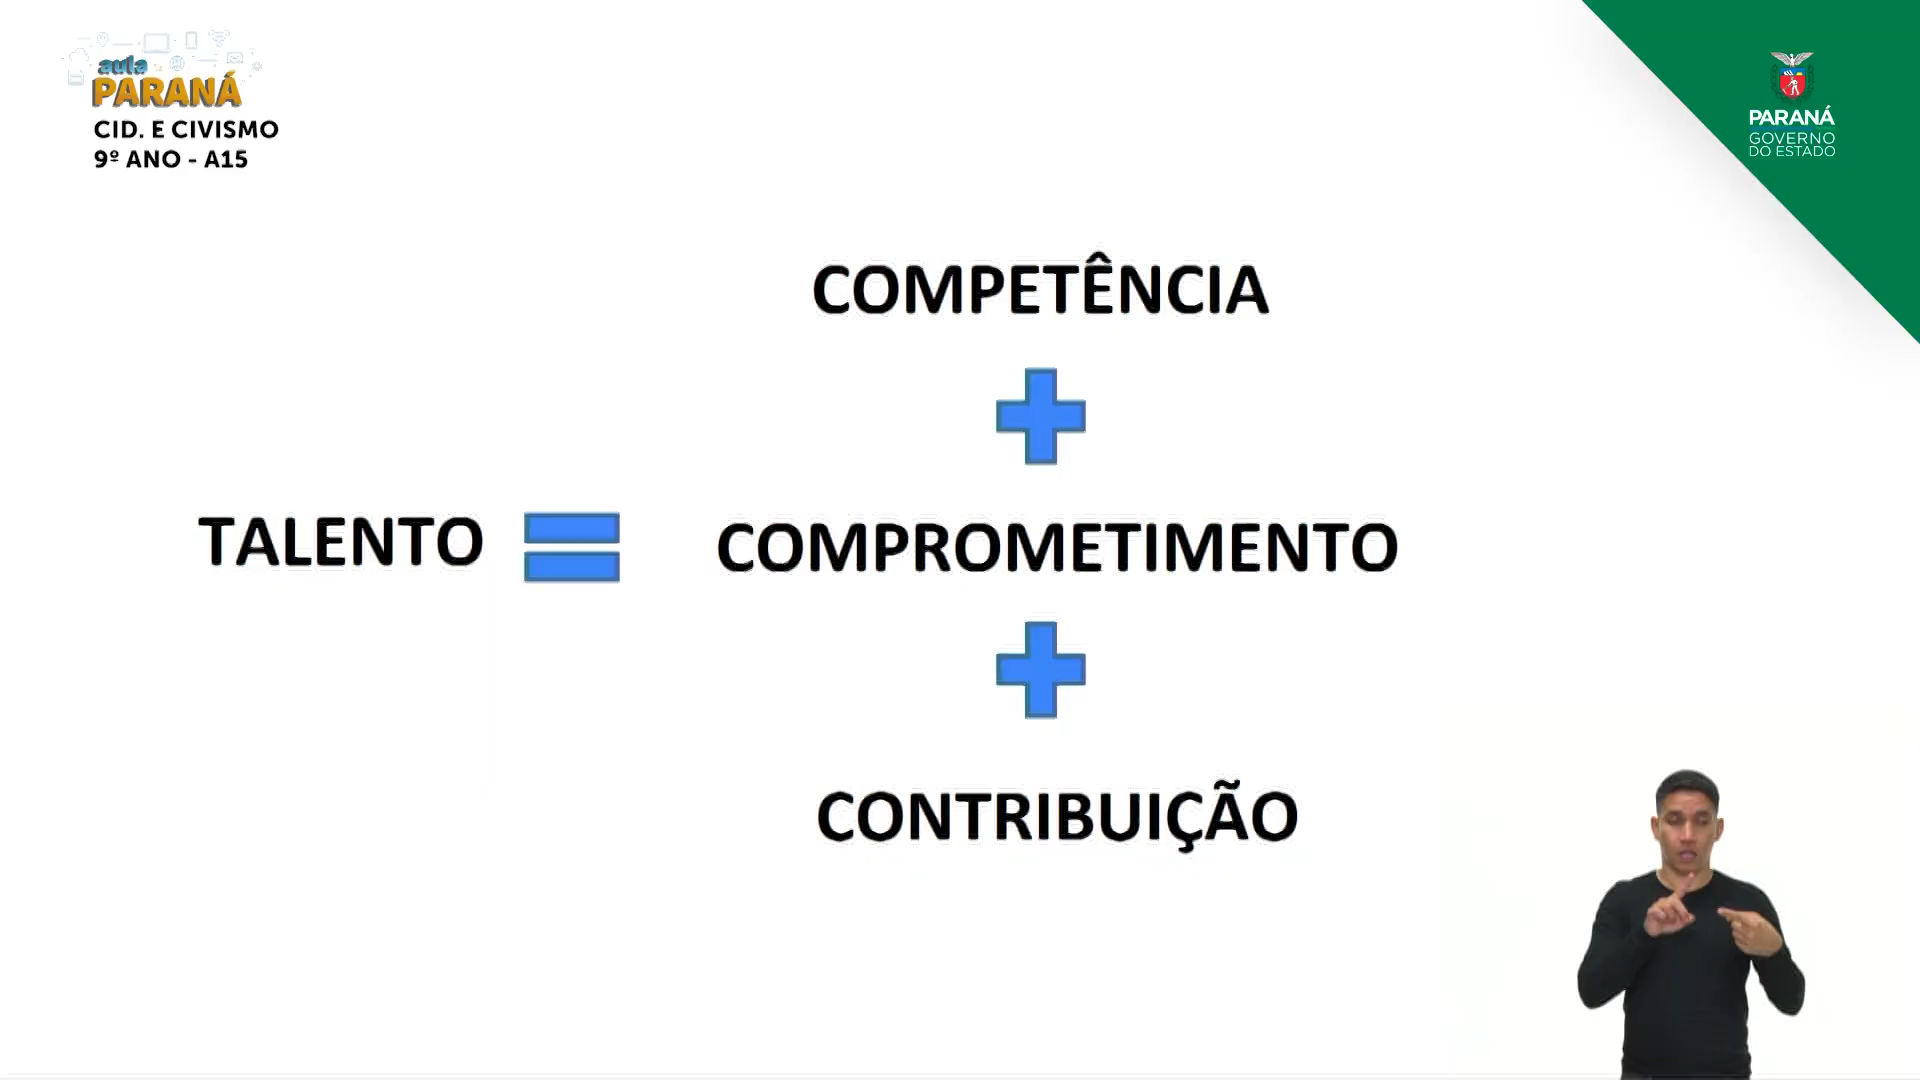 aula
PARANÁ
CID. E CIVISMO
9º ANO - A15
PARANÁ
GOVERNO
DO ESTADO
COMPETÊNCIA
TALENTO
COMPROMETIMENTO
CONTRIBUIÇÃO